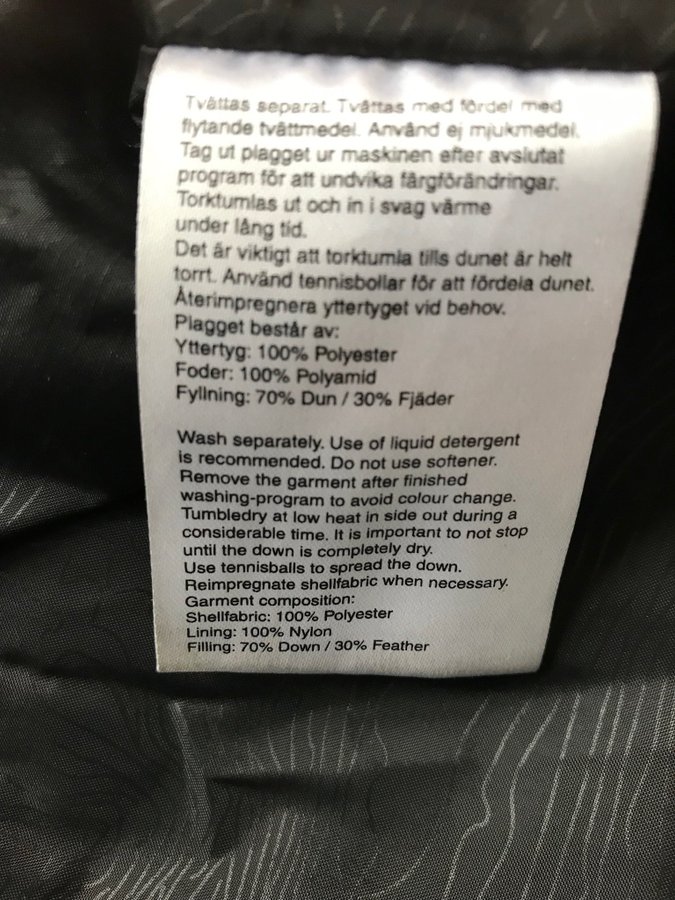 Tvättas separat. Tvättas med fördel med
flytande tvättmedel. Använd ej mjukmedel.
Tag ut plagget ur maskinen efter avslutat
program för att undvika färgförändringar.
Torktumlas ut och in i svag värme
under lång tid.
Det är viktigt att torktumla tills dunet är helt
torrt. Använd tennisbollar för att fördela dunet.
Återimpregnera yttertyget vid behov.
Plagget består av:
Yttertyg: 100% Polyester
Foder: 100% Polyamid
Fyllning: 70% Dun / 30% Fjäder
Wash separately. Use of liquid detergent
is recommended. Do not use softener.
Remove the garment after finished
washing-program to avoid colour change.
Tumbledry at low heat in side out during a
considerable time. It is important to not stop
until the down is completely dry.
Use tennisballs to spread the down.
Reimpregnate shellfabric when necessary.
Garment composition:
Shellfabric: 100% Polyester
Lining: 100% Nylon
Filling: 70% Down / 30% Feather